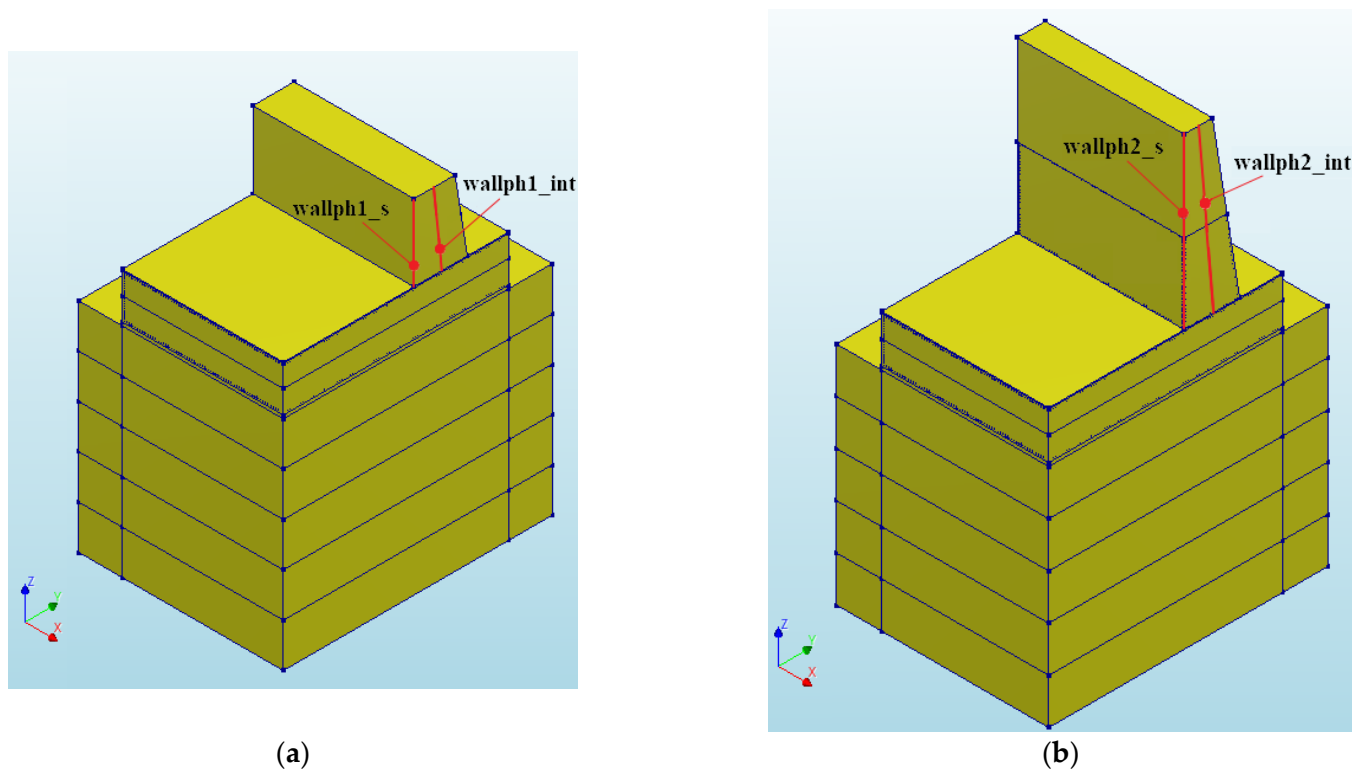 wallph1_s
wallph1_int
Z
Y
X
(a)
wallph2_s
wallph2_int
Z
Y
X
(b)